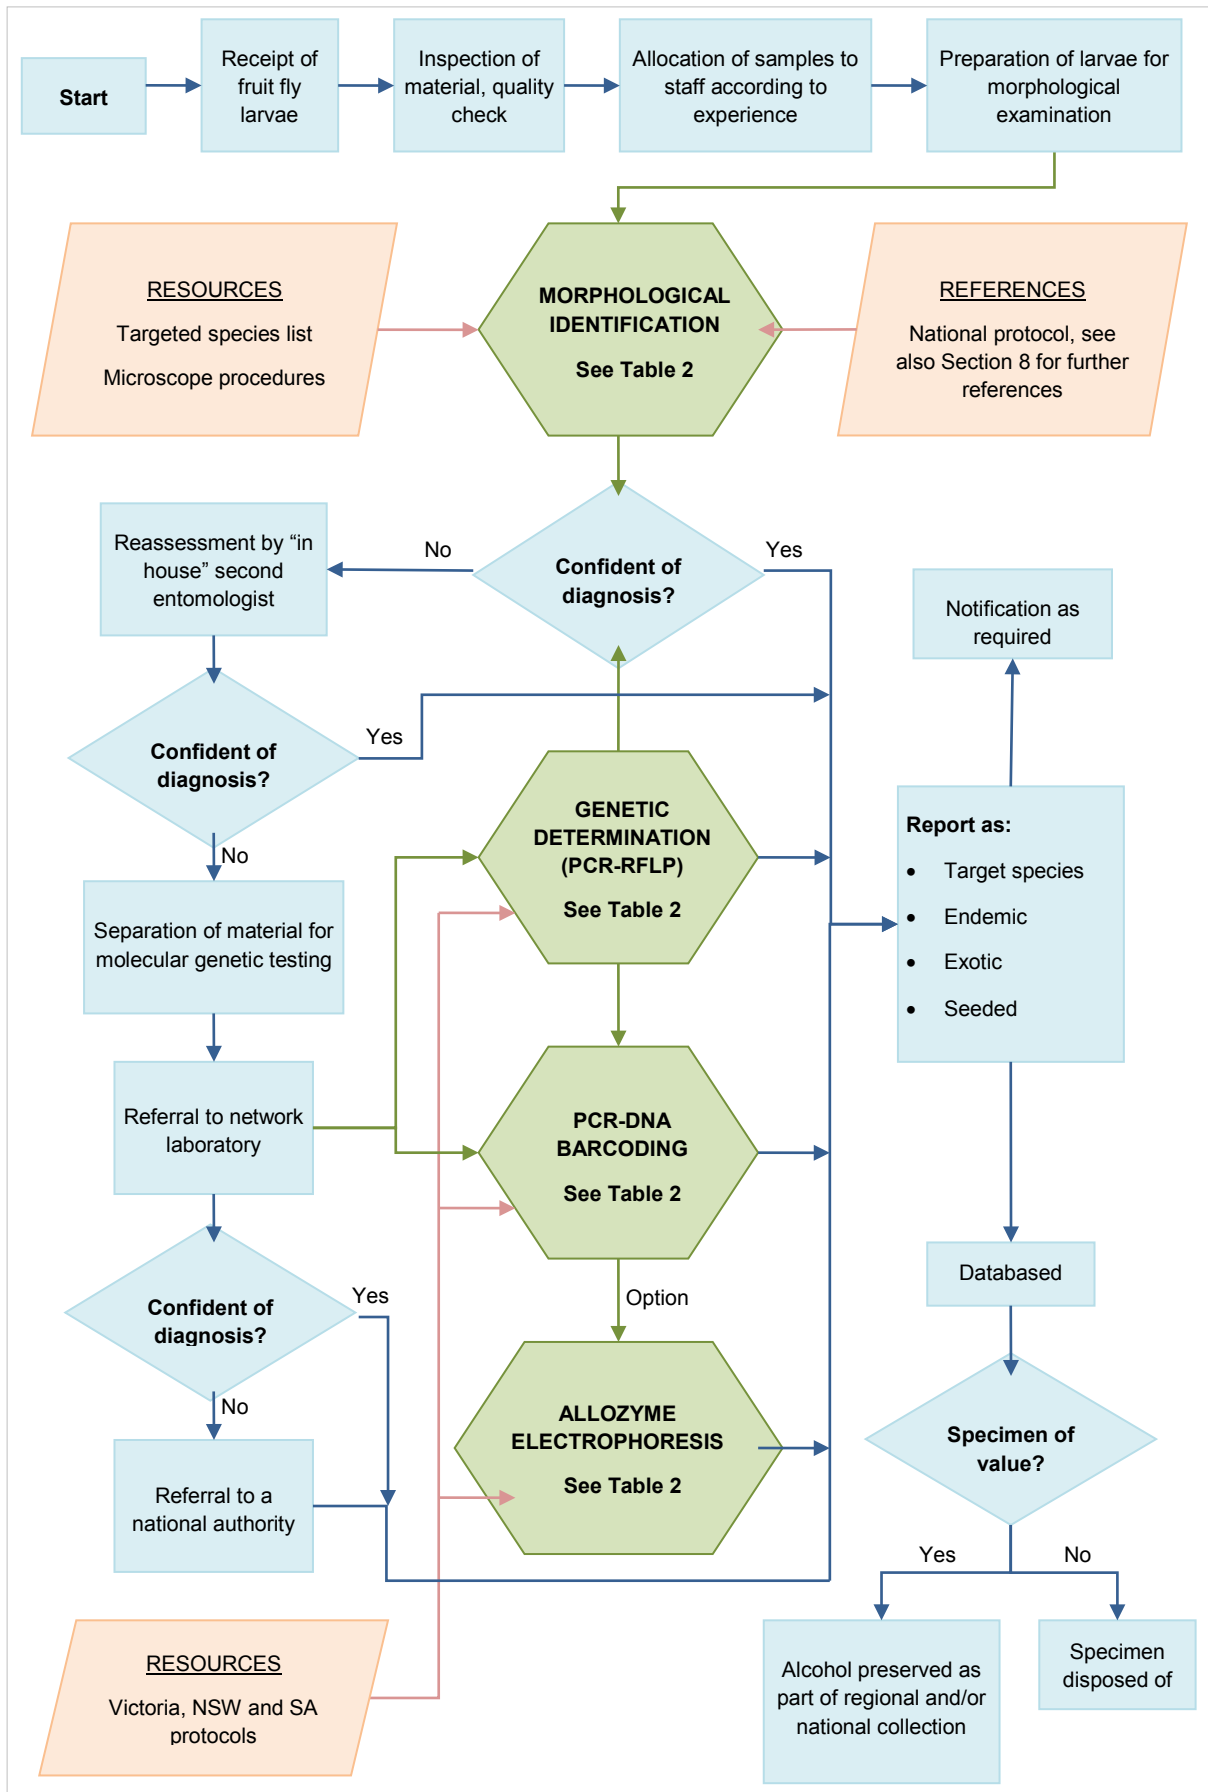 Start
Receipt of
fruit fly
larvae
Inspection of
material, quality
check
Allocation of samples to
staff according to
experience
Preparation of larvae for
morphological
examination
RESOURCES
Targeted species list
Microscope procedures
MORPHOLOGICAL
IDENTIFICATION
See Table 2
REFERENCES
National protocol, see
also Section 8 for further
references
Reassessment by “in
house” second
entomologist
No
Confident of
diagnosis?
Yes
Notification as
required
Confident of
diagnosis?
Yes
No
GENETIC
DETERMINATION
(PCR-RFLP)
See Table 2
Report as:
• Target species
• Endemic
• Exotic
• Seeded
Separation of material for
molecular genetic testing
Referral to network
laboratory
PCR-DNA
BARCODING
See Table 2
Option
Databased
Confident of
diagnosis?
Yes
No
ALLOZYME
ELECTROPHORESIS
See Table 2
Specimen of
value?
Yes
No
Referral to a
national authority
RESOURCES
Victoria, NSW and SA
protocols
Alcohol preserved as
part of regional and/or
national collection
Specimen
disposed of